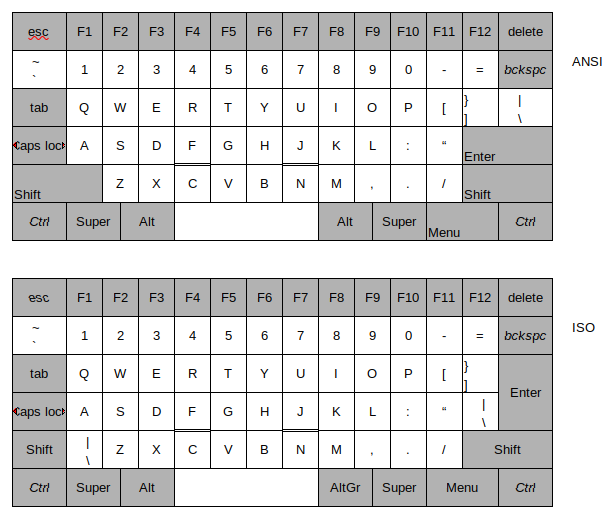 esc F1 F2 F3 F4 F5 F6 F7 F8 F9 F10 F11 F12 delete
~
` 1 2 3 4 5 6 7 8 9 0 - = bckspc
ANSI
tab Q W E R T Y U I O P [ }
] |
\
Caps loc A S D F G H J K L : “ Enter
Shift Z X C V B N M , . / Shift
Ctrl Super Alt Alt Super Menu Ctrl
esc F1 F2 F3 F4 F5 F6 F7 F8 F9 F10 F11 F12 delete
~
` 1 2 3 4 5 6 7 8 9 0 - = bckspc
ISO
tab Q W E R T Y U I O P [ }
] Enter
Caps loc A S D F G H J K L : “ |
\
Shift |
\ Z X C V B N M , . / Shift
Ctrl Super Alt AltGr Super Menu Ctrl